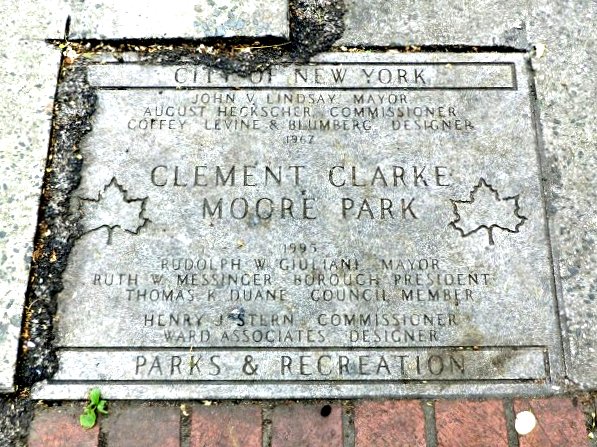 CITY OF NEW YORK
JOHN V. LINDSAY MAYOR
AUGUST HECKSCHER COMMISSIONER
COFFEY LEVINE & BLUMBERG DESIGNER
1967
CLEMENT CLARKE
MOORE PARK
1995
RUDOLPH W GIULIANI MAYOR
RUTH W. MESSINGER BOROUGH PRESIDENT
THOMAS K DUANE COUNCIL MEMBER
HENRY J STERN COMMISSIONER
WARD ASSOCIATES DESIGNER
PARKS & RECREATION